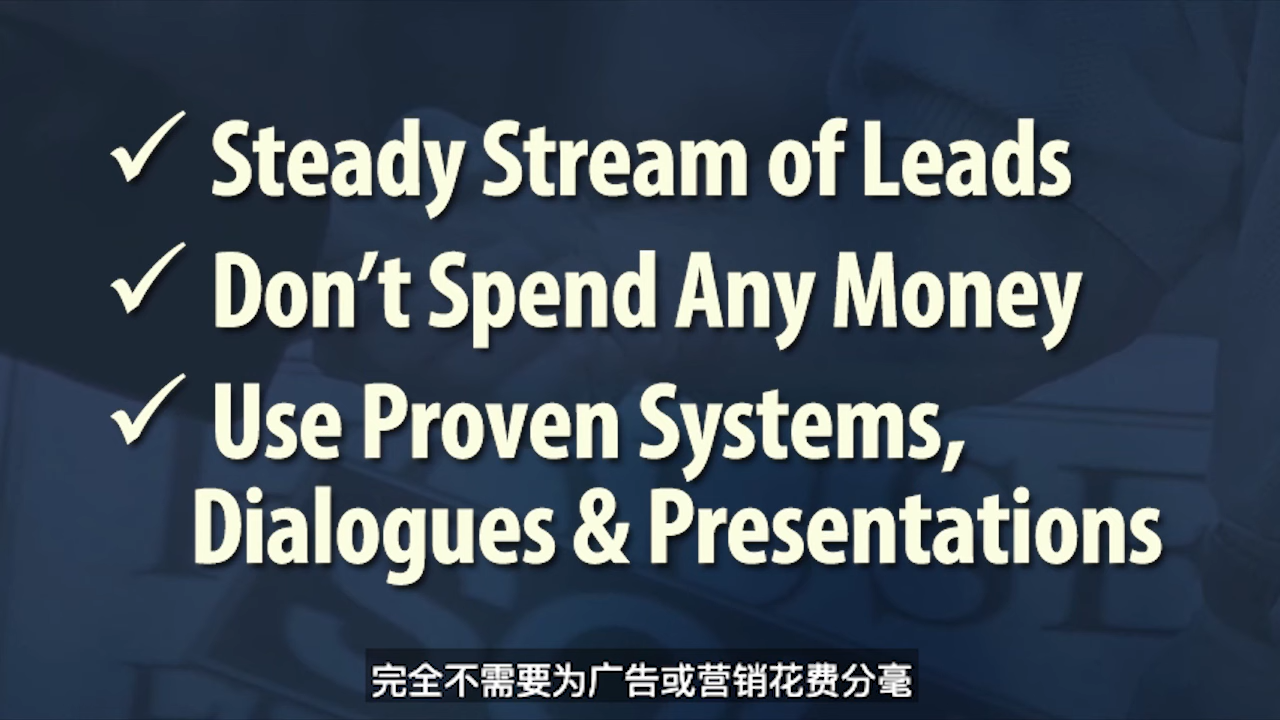 ✓ Steady Stream of Leads
✓ Don’t Spend Any Money
✓ Use Proven Systems,
Dialogues & Presentations
完全不需要为广告或营销花费分毫